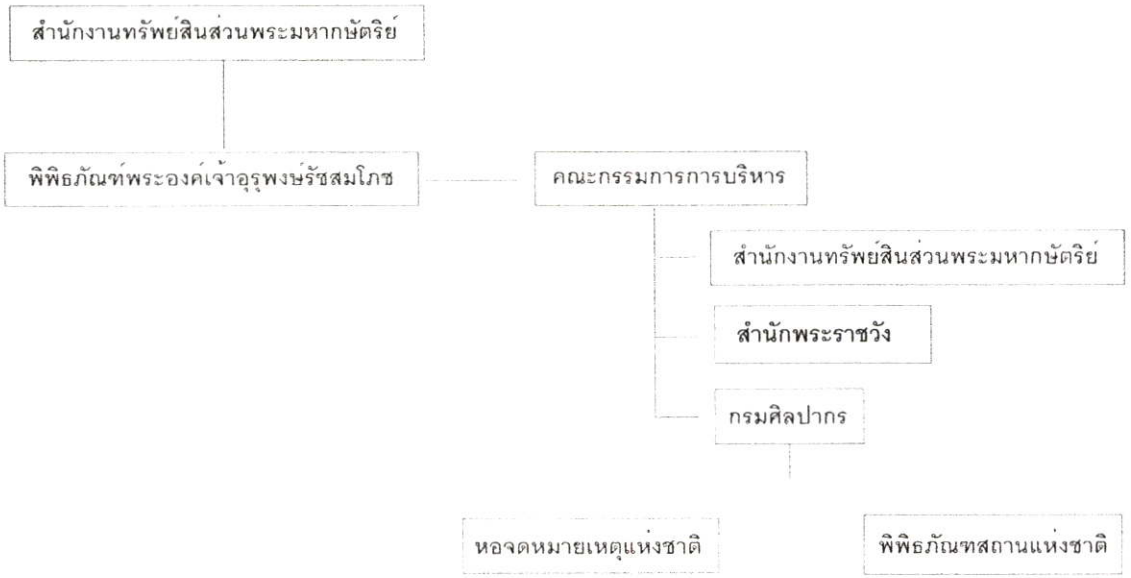 สำนักงานทรัพย์สินส่วนพระมหากษัตริย์
พิพิธภัณฑ์พระองค์เจ้าอุรุพงษ์รัชสมโภช
คณะกรรมการการบริหาร
สำนักงานทรัพย์สินส่วนพระมหากษัตริย์
สำนักพระราชวัง
กรมศิลปากร
หอจดหมายเหตุแห่งชาติ
พิพิธภัณฑสถานแห่งชาติ